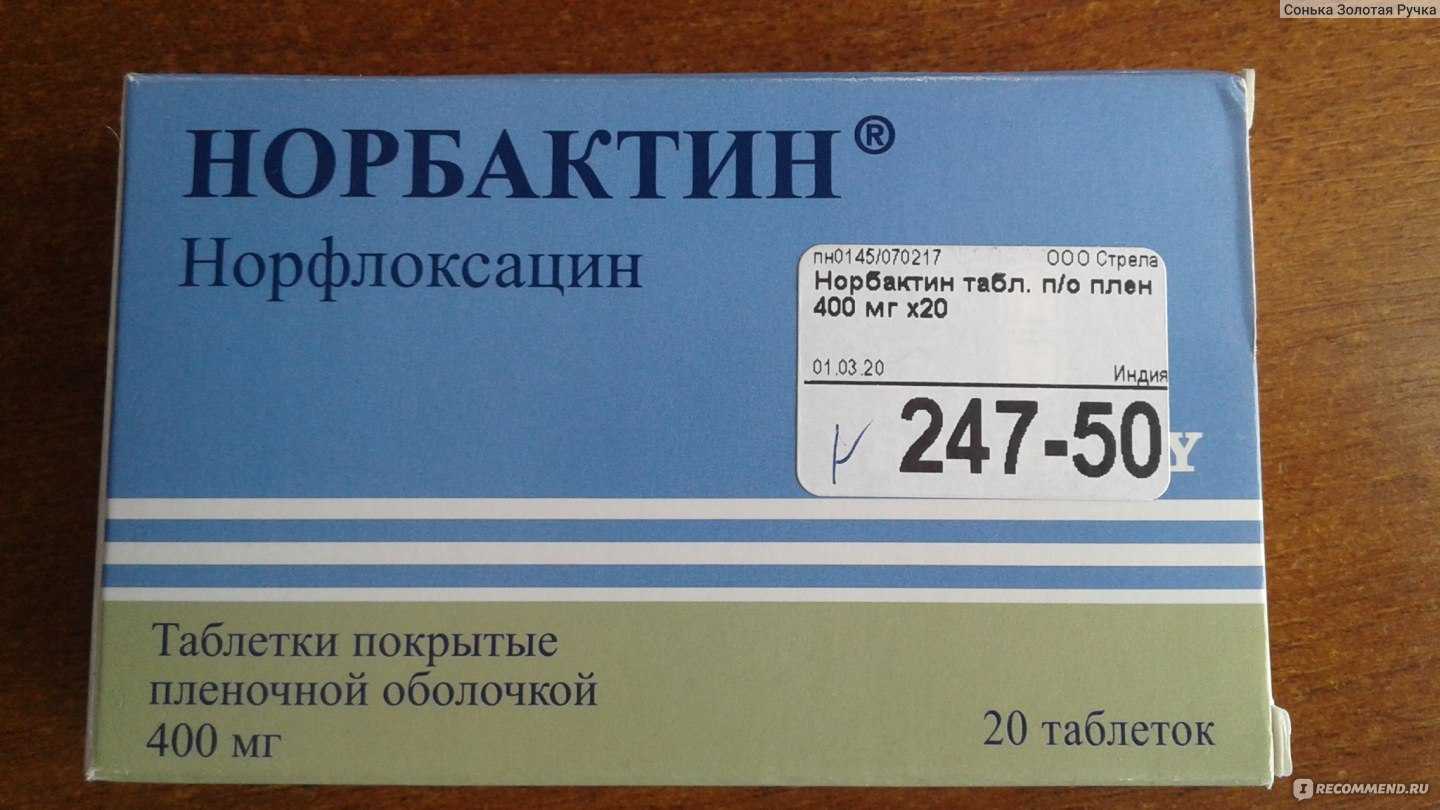 Сонька Золотая Ручка
НОРБАКТИН®
Норфлоксацин
пн0145/070217 ООО Стрела
Норбактин табл. п/о плен
400 мг х20
01.03.20 Индия
247-50
Y
Таблетки покрытые
пленочной оболочкой
400 мг
20 таблеток
IRECOMMEND.RU